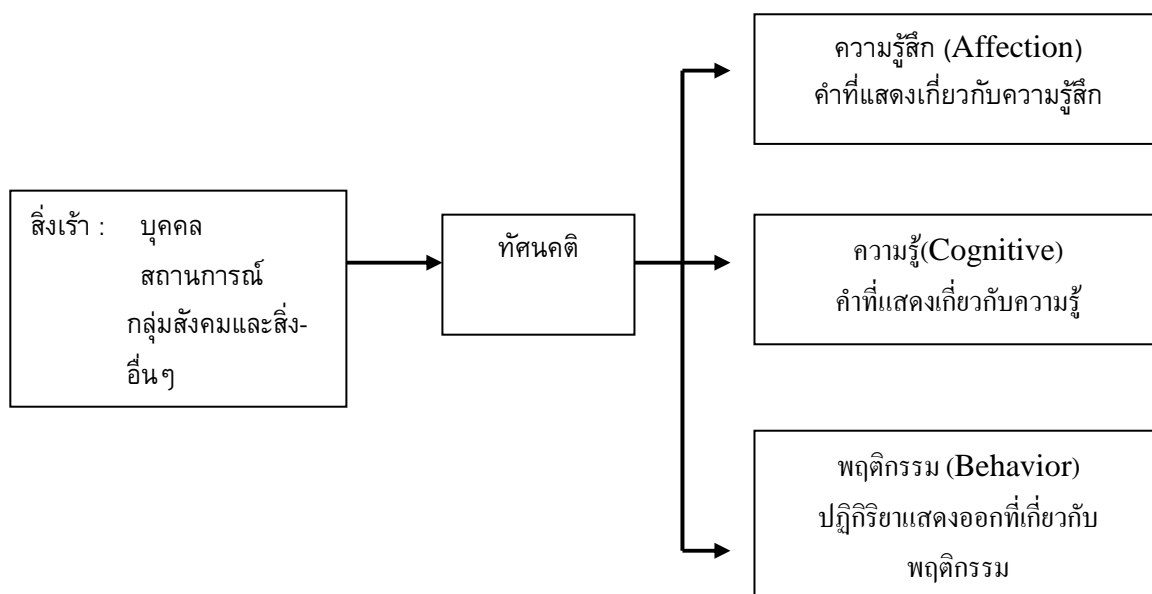 สิ่งเร้า : บุคคล
สถานการณ์
กลุ่มสังคมและสิ่ง-
อื่นๆ
ทัศนคติ
ความรู้สึก (Affection)
คำที่แสดงเกี่ยวกับความรู้สึก
ความรู้(Cognitive)
คำที่แสดงเกี่ยวกับความรู้
พฤติกรรม (Behavior)
ปฏิกิริยาแสดงออกที่เกี่ยวกับ
พฤติกรรม